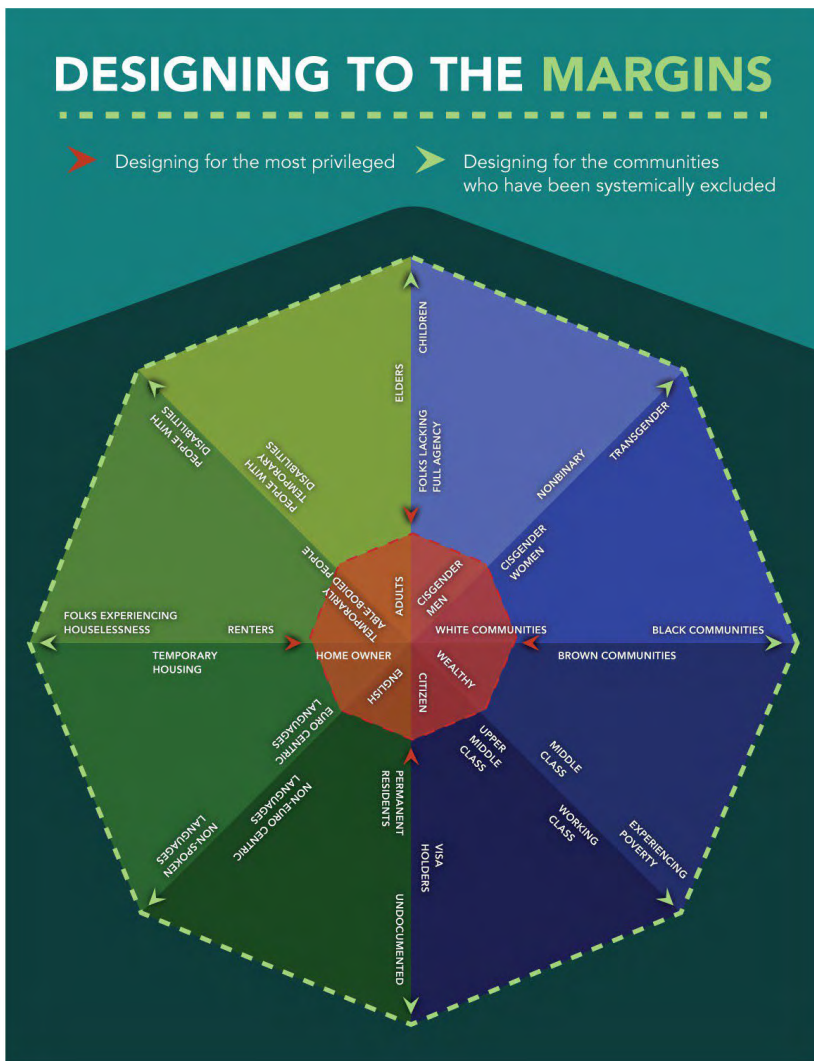 DESIGNING TO THE MARGINS
Designing for the most privileged
Designing for the communities
who have been systemically excluded
CHILDREN
ELDERS
FOLKS LACKING
FULL AGENCY
ADULTS
TRANSGENDER
NONBINARY
CISGENDER
WOMEN
CISGENDER
MEN
BLACK COMMUNITIES
BROWN COMMUNITIES
WHITE COMMUNITIES
WEALTHY
UPPER
MIDDLE
CLASS
MIDDLE
CLASS
WORKING
CLASS
EXPERIENCING
POVERTY
CITIZEN
PERMANENT
RESIDENTS
VISA
HOLDERS
UNDOCUMENTED
ENGLISH
EURO CENTRIC
LANGUAGES
NON-EURO CENTRIC
LANGUAGES
NON-SPOKEN
LANGUAGES
HOME OWNER
RENTERS
TEMPORARY
HOUSING
FOLKS EXPERIENCING
HOUSELESSNESS
TEMPORARILY
ABLE-BODIED PEOPLE
PEOPLE WITH
TEMPORARY
DISABILITIES
PEOPLE WITH
DISABILITIES